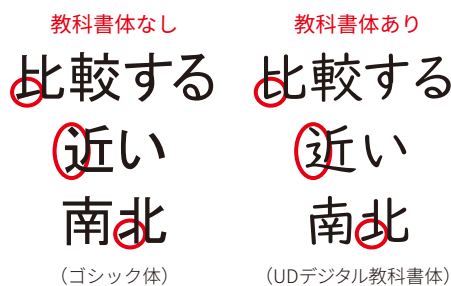 教科書体なし
比較する
近い
南北
（ゴシック体）
教科書体あり
比較する
近い
南北
（UDデジタル教科書体）